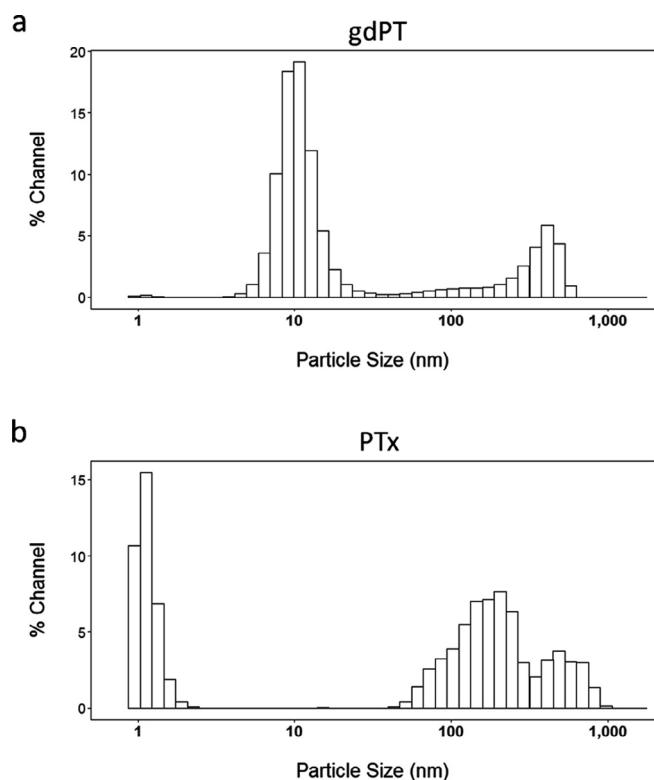 a
gdPT
20
15
10
5
0
% Channel
1 10 100 1,000
Particle Size (nm)
b
PTx
15
10
5
0
% Channel
1 10 100 1,000
Particle Size (nm)